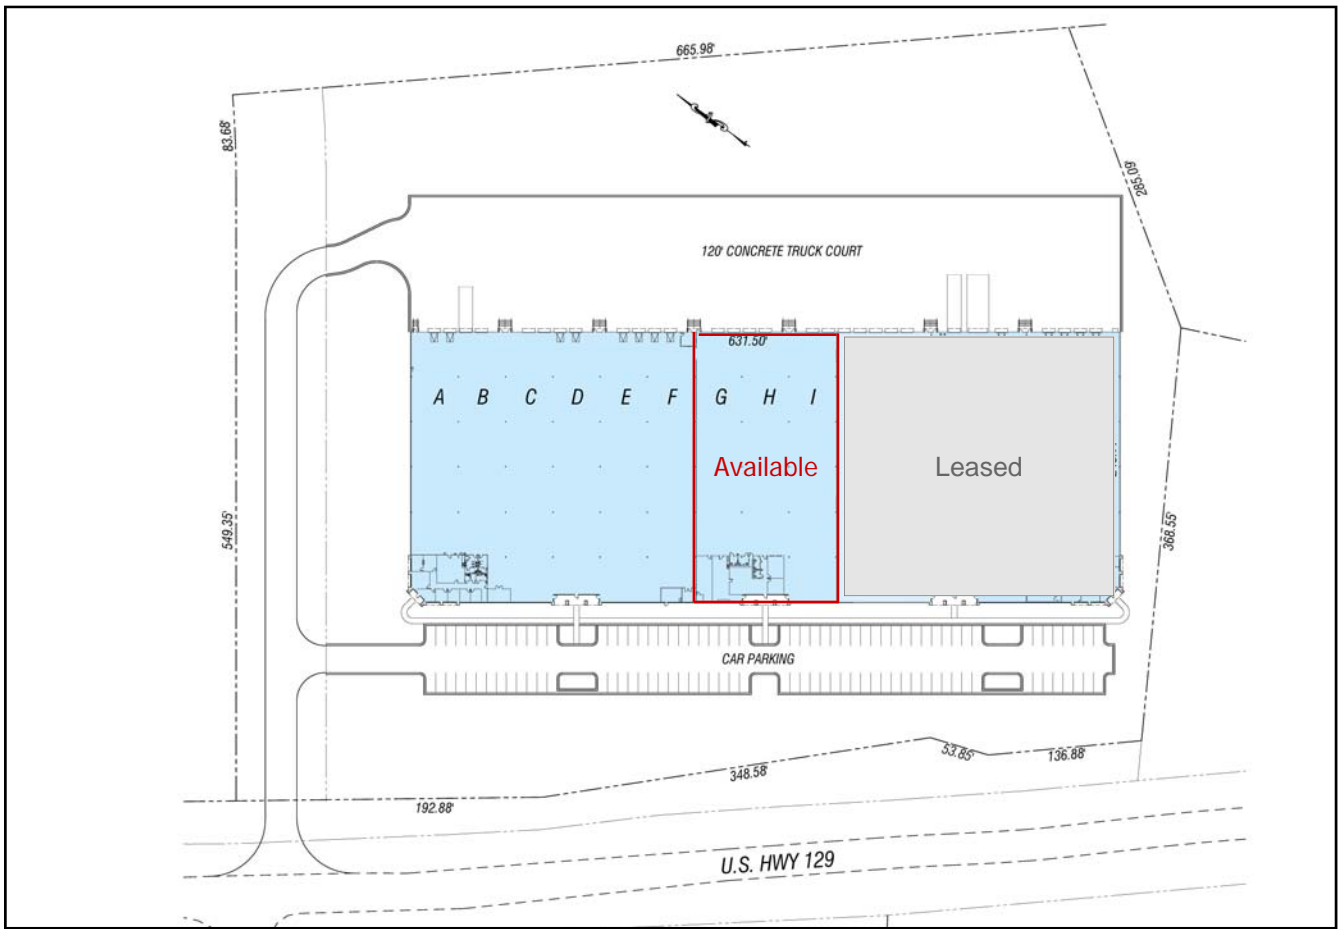 665.98'
83.68'
285.09'
120' CONCRETE TRUCK COURT
631.50'
A B C D E F G H I
Available
Leased
549.35'
368.55'
CAR PARKING
53.85'
136.88'
348.58'
192.88'
U.S. HWY 129